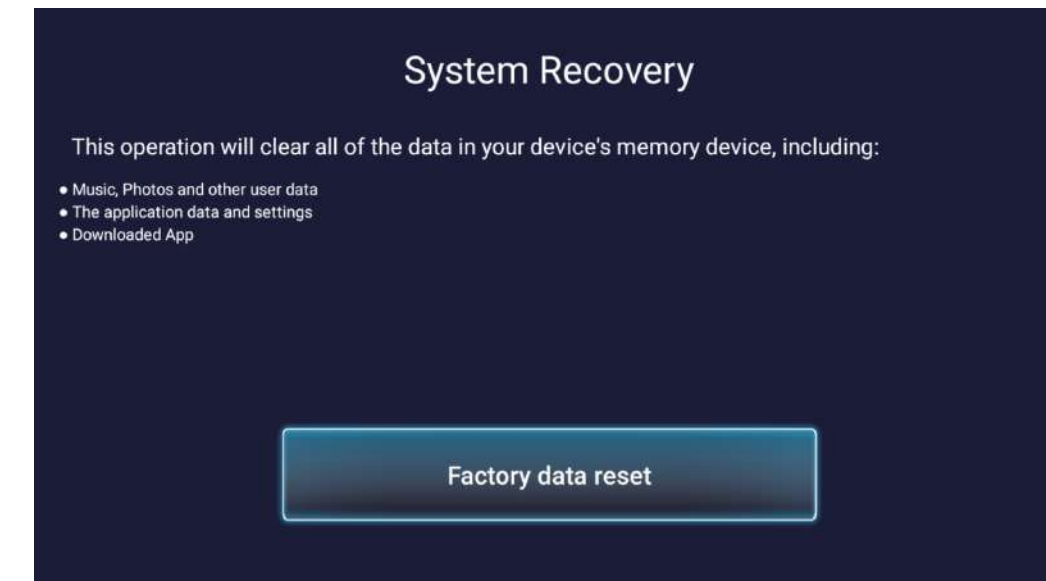 System Recovery
This operation will clear all of the data in your device's memory device, including:
● Music, Photos and other user data
● The application data and settings
● Downloaded App
Factory data reset